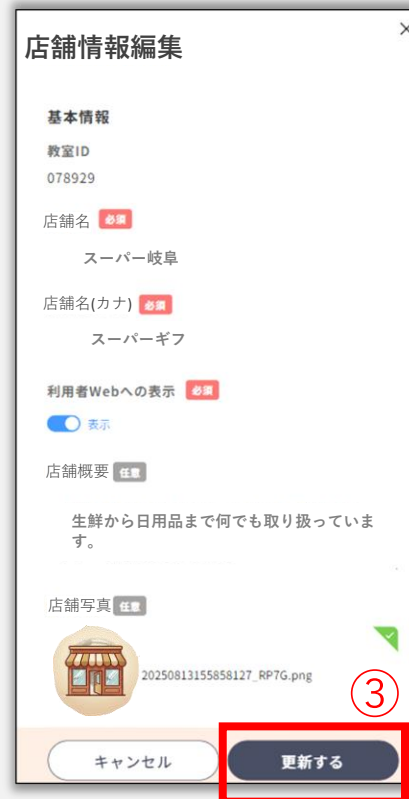 ×
店舗情報編集
基本情報
教室ID
078929
店舗名 必須
スーパー岐阜
店舗名(カナ) 必須
スーパーギフ
利用者Webへの表示 必須
表示
店舗概要 任意
生鮮から日用品まで何でも取り扱っていま
す。
店舗写真 任意
20250813155858127_RP7G.png
③
キャンセル 更新する